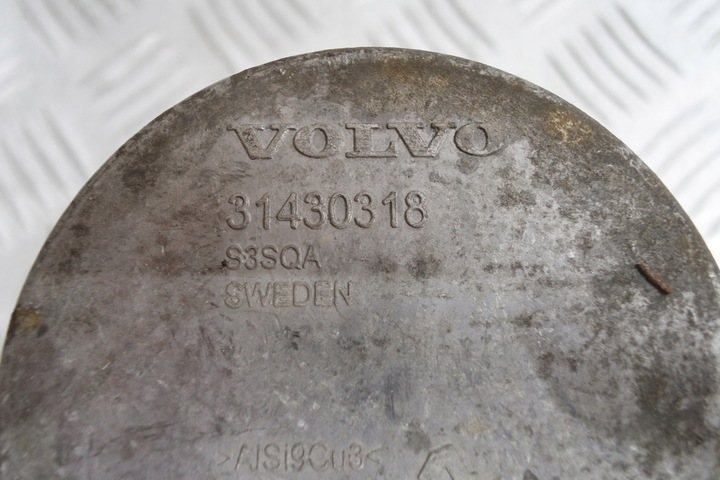 VOLVO
31430318
S3SQA
SWEDEN
>AlSi9Cu3<